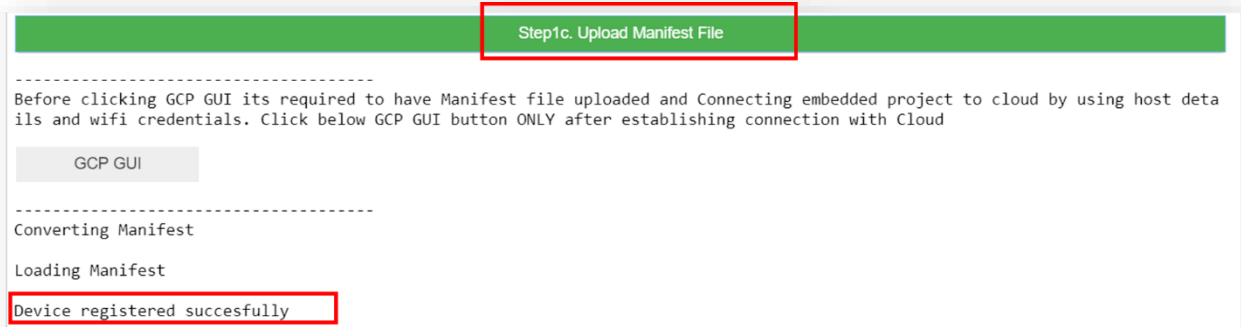 Step1c. Upload Manifest File
--------------------------------------
Before clicking GCP GUI its required to have Manifest file uploaded and Connecting embedded project to cloud by using host deta
ils and wifi credentials. Click below GCP GUI button ONLY after establishing connection with Cloud
GCP GUI
--------------------------------------
Converting Manifest
Loading Manifest
Device registered succesfully